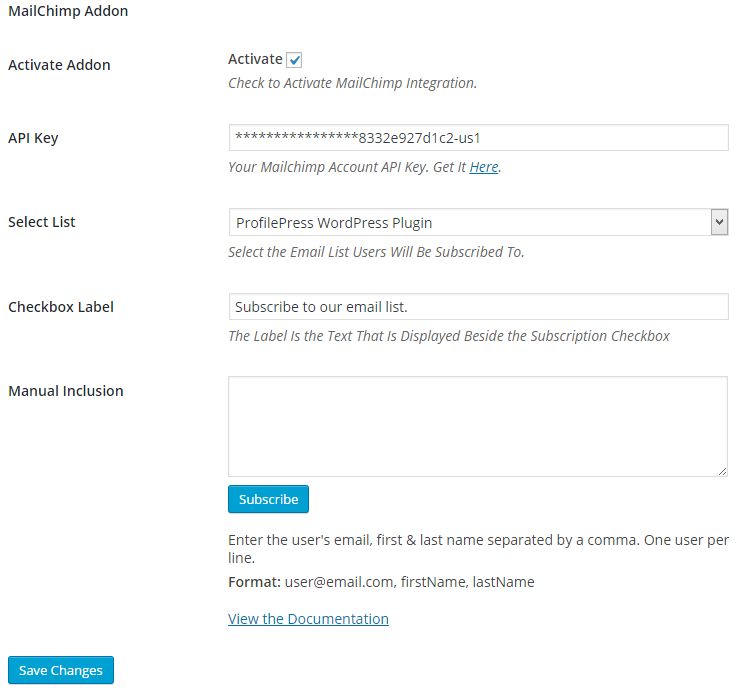 MailChimp Addon
Activate Addon
Activate
Check to Activate MailChimp Integration.
API Key
****************8332e927d1c2-us1
Your Mailchimp Account API Key. Get It Here.
Select List
ProfilePress WordPress Plugin
Select the Email List Users Will Be Subscribed To.
Checkbox Label
Subscribe to our email list.
The Label Is the Text That Is Displayed Beside the Subscription Checkbox
Manual Inclusion
Subscribe
Enter the user's email, first & last name separated by a comma. One user per
line.
Format: user@email.com, firstName, lastName
View the Documentation
Save Changes